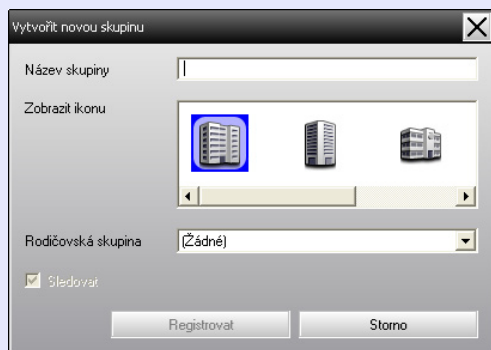 Vytvořit novou skupinu
Název skupiny
Zobrazit ikonu
Rodičovská skupina
(Žádné)
Sledovat
Registrovat
Storno